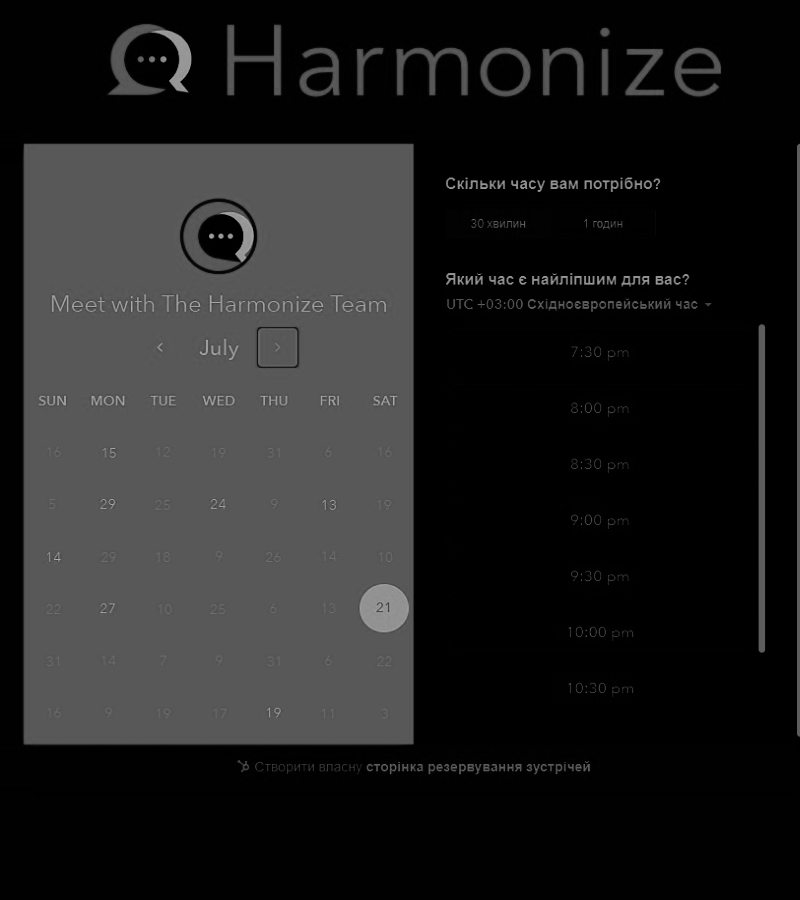 Harmonize
Meet with The Harmonize Team
July
SUN MON TUE WED THU FRI SAT
16 15 12 19 31 6 16
5 29 25 24 9 13 19
14 29 18 9 26 14 10
22 27 10 25 6 13 21
31 14 7 9 31 6 22
16 9 19 17 19 11 3
Скільки часу вам потрібно?
30 хвилин 1 годин
Який час є найліпшим для вас?
UTC +03:00 Східноєвропейський час
7:30 pm
8:00 pm
8:30 pm
9:00 pm
9:30 pm
10:00 pm
10:30 pm
Створити власну сторінка резервування зустрічей